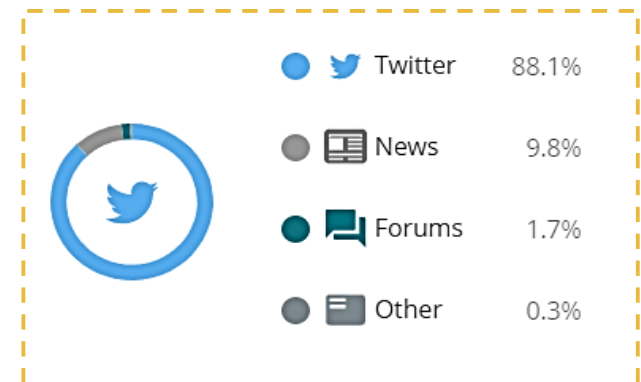 Twitter 88.1%
News 9.8%
Forums 1.7%
Other 0.3%